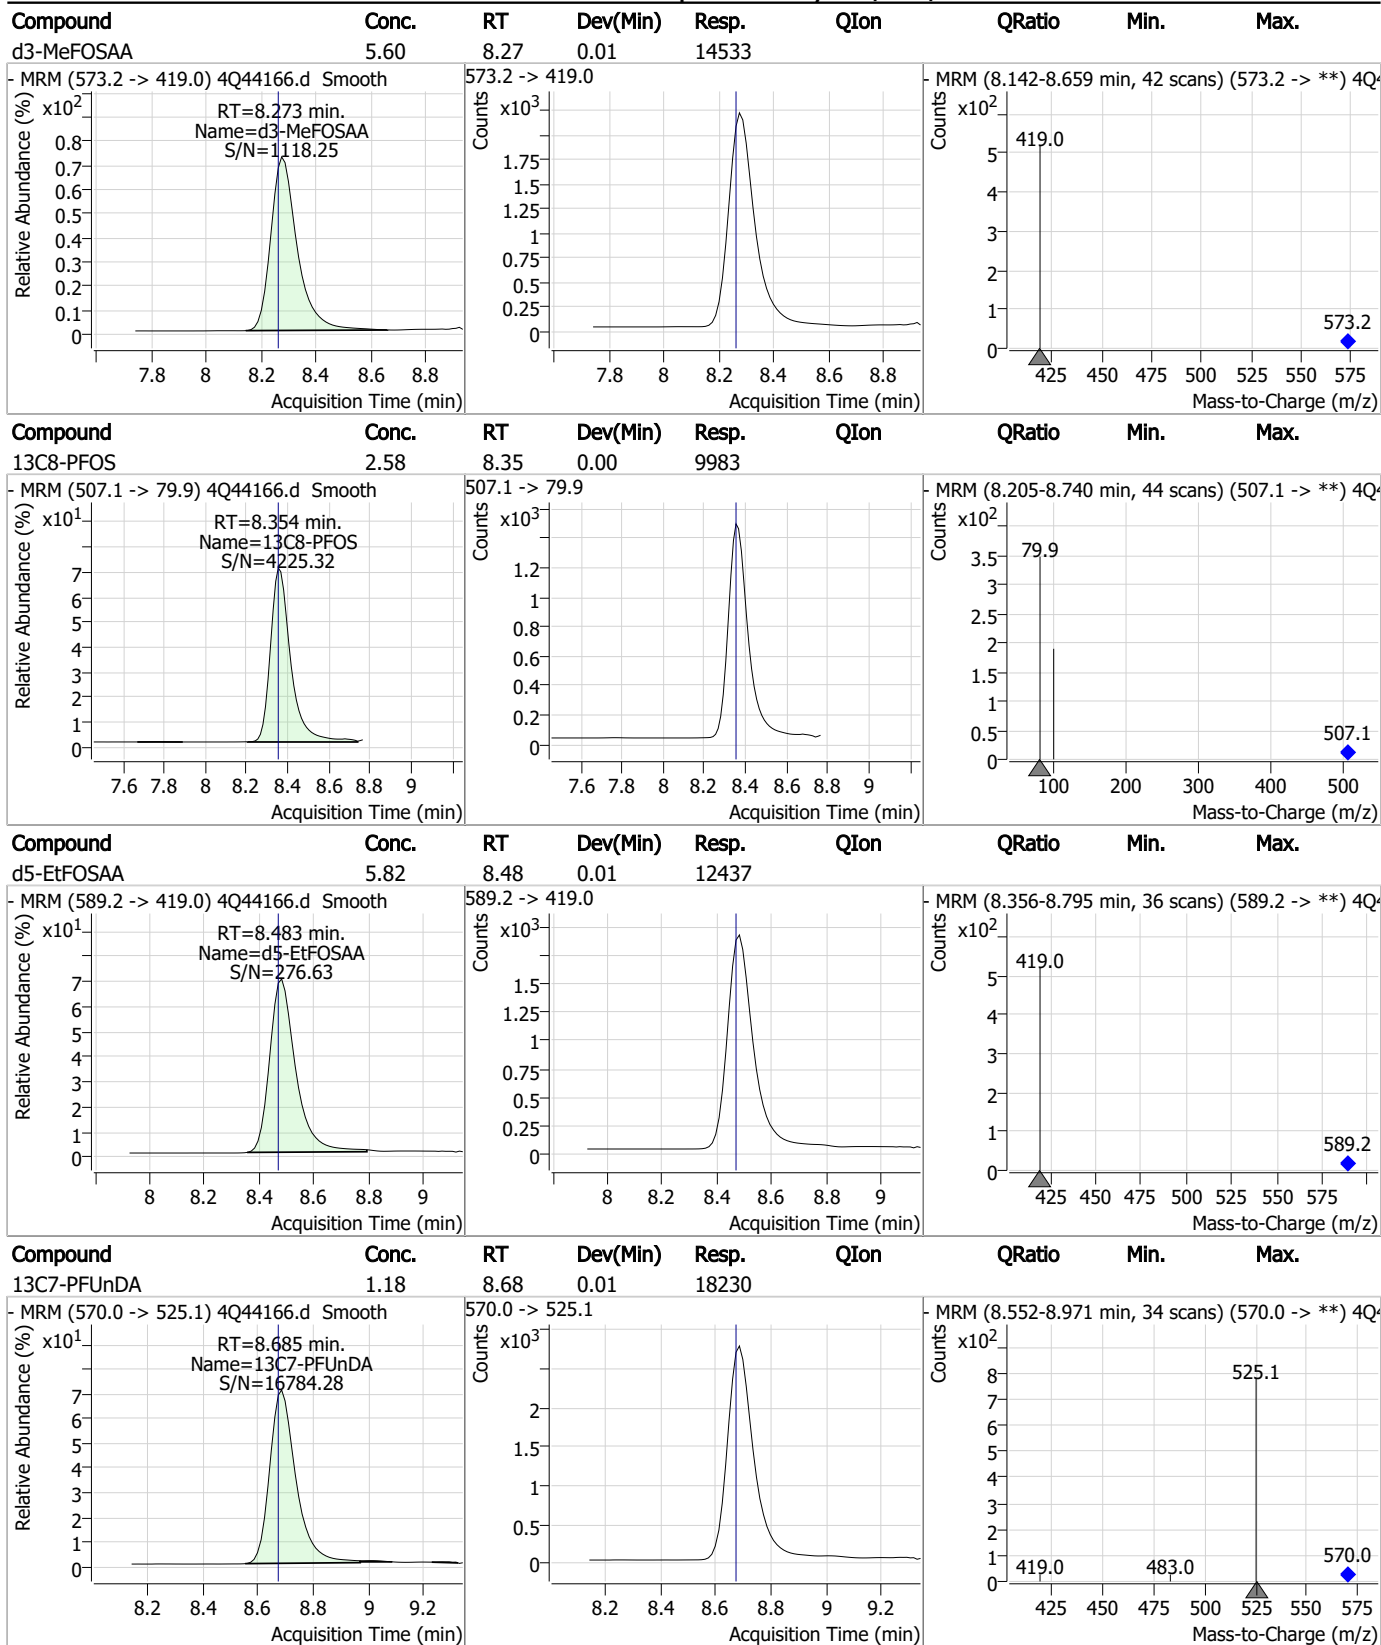 Compound Conc. RT Dev(Min) Resp. QIon QRatio Min. Max.
d3-MeFOSAA 5.60 8.27 0.01 14533
- MRM (573.2 -> 419.0) 4Q44166.d Smooth
573.2 -> 419.0
- MRM (8.142-8.659 min, 42 scans) (573.2 -> **) 4Q4
Relative Abundance (%)
x10²
0.8
0.7
0.6
0.5
0.4
0.3
0.2
0.1
0
RT=8.273 min.
Name=d3-MeFOSAA
S/N=1118.25
7.8 8 8.2 8.4 8.6 8.8
Acquisition Time (min)
Counts
x10³
1.75
1.5
1.25
1
0.75
0.5
0.25
0
7.8 8 8.2 8.4 8.6 8.8
Acquisition Time (min)
Counts
x10²
5
4
3
2
1
0
419.0
573.2
425 450 475 500 525 550 575
Mass-to-Charge (m/z)
Compound Conc. RT Dev(Min) Resp. QIon QRatio Min. Max.
13C8-PFOS 2.58 8.35 0.00 9983
- MRM (507.1 -> 79.9) 4Q44166.d Smooth
507.1 -> 79.9
- MRM (8.205-8.740 min, 44 scans) (507.1 -> **) 4Q4
Relative Abundance (%)
x10¹
7
6
5
4
3
2
1
0
RT=8.354 min.
Name=13C8-PFOS
S/N=4225.32
7.6 7.8 8 8.2 8.4 8.6 8.8 9
Acquisition Time (min)
Counts
x10³
1.2
1
0.8
0.6
0.4
0.2
0
7.6 7.8 8 8.2 8.4 8.6 8.8 9
Acquisition Time (min)
Counts
x10²
3.5
3
2.5
2
1.5
1
0.5
0
79.9
507.1
100 200 300 400 500
Mass-to-Charge (m/z)
Compound Conc. RT Dev(Min) Resp. QIon QRatio Min. Max.
d5-EtFOSAA 5.82 8.48 0.01 12437
- MRM (589.2 -> 419.0) 4Q44166.d Smooth
589.2 -> 419.0
- MRM (8.356-8.795 min, 36 scans) (589.2 -> **) 4Q4
Relative Abundance (%)
x10¹
7
6
5
4
3
2
1
0
RT=8.483 min.
Name=d5-EtFOSAA
S/N=276.63
8 8.2 8.4 8.6 8.8 9
Acquisition Time (min)
Counts
x10³
1.5
1.25
1
0.75
0.5
0.25
0
8 8.2 8.4 8.6 8.8 9
Acquisition Time (min)
Counts
x10²
5
4
3
2
1
0
419.0
589.2
425 450 475 500 525 550 575
Mass-to-Charge (m/z)
Compound Conc. RT Dev(Min) Resp. QIon QRatio Min. Max.
13C7-PFUnDA 1.18 8.68 0.01 18230
- MRM (570.0 -> 525.1) 4Q44166.d Smooth
570.0 -> 525.1
- MRM (8.552-8.971 min, 34 scans) (570.0 -> **) 4Q4
Relative Abundance (%)
x10¹
7
6
5
4
3
2
1
0
RT=8.685 min.
Name=13C7-PFUnDA
S/N=16784.28
8.2 8.4 8.6 8.8 9 9.2
Acquisition Time (min)
Counts
x10³
2
1.5
1
0.5
0
8.2 8.4 8.6 8.8 9 9.2
Acquisition Time (min)
Counts
x10²
8
7
6
5
4
3
2
1
0
525.1
419.0
483.0
570.0
425 450 475 500 525 550 575
Mass-to-Charge (m/z)